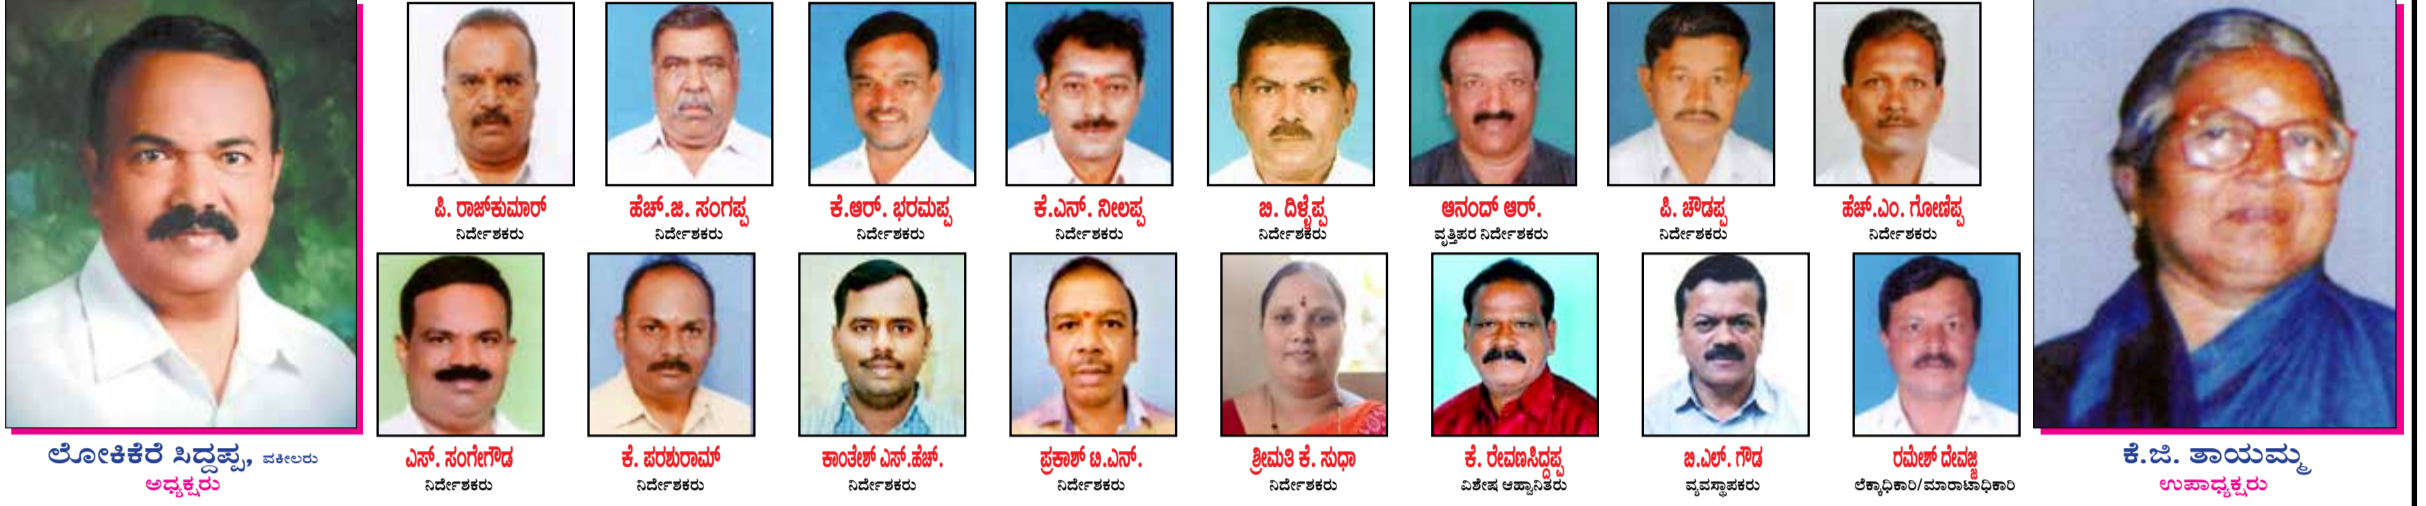 ಪಿ. ರಾಜ್‌ಕುಮಾರ್
ನಿರ್ದೇಶಕರು
ಹೆಚ್.ಜಿ. ಸಂಗಪ್ಪ
ನಿರ್ದೇಶಕರು
ಕೆ.ಆರ್. ಭರಮಪ್ಪ
ನಿರ್ದೇಶಕರು
ಕೆ.ಎನ್. ನೀಲಪ್ಪ
ನಿರ್ದೇಶಕರು
ಬಿ. ದಿಳ್ಳೆಪ್ಪ
ನಿರ್ದೇಶಕರು
ಆನಂದ್ ಆರ್.
ವೃತ್ತಿಪರ ನಿರ್ದೇಶಕರು
ಪಿ. ಚೌಡಪ್ಪ
ನಿರ್ದೇಶಕರು
ಹೆಚ್.ಎಂ. ಗೋಣಿಪ್ಪ
ನಿರ್ದೇಶಕರು
ಲೋಕಿಕೆರೆ ಸಿದ್ದಪ್ಪ, ವಕೀಲರು
ಅಧ್ಯಕ್ಷರು
ಎಸ್. ಸಂಗೇಗೌಡ
ನಿರ್ದೇಶಕರು
ಕೆ. ಪರಶುರಾಮ್
ನಿರ್ದೇಶಕರು
ಕಾಂತೇಶ್ ಎಸ್.ಹೆಚ್.
ನಿರ್ದೇಶಕರು
ಪ್ರಕಾಶ್ ಟಿ.ಎನ್.
ನಿರ್ದೇಶಕರು
ಶ್ರೀಮತಿ ಕೆ. ಸುಧಾ
ನಿರ್ದೇಶಕರು
ಕೆ. ರೇವಣಸಿದ್ದಪ್ಪ
ವಿಶೇಷ ಆಹ್ವಾನಿತರು
ಬಿ.ಎಲ್. ಗೌಡ
ವ್ಯವಸ್ಥಾಪಕರು
ರಮೇಶ್ ದೇವಜ್ಜಿ
ಲೆಕ್ಕಾಧಿಕಾರಿ/ಮಾರಾಟಾಧಿಕಾರಿ
ಕೆ.ಜಿ. ತಾಯಮ್ಮ
ಉಪಾಧ್ಯಕ್ಷರು